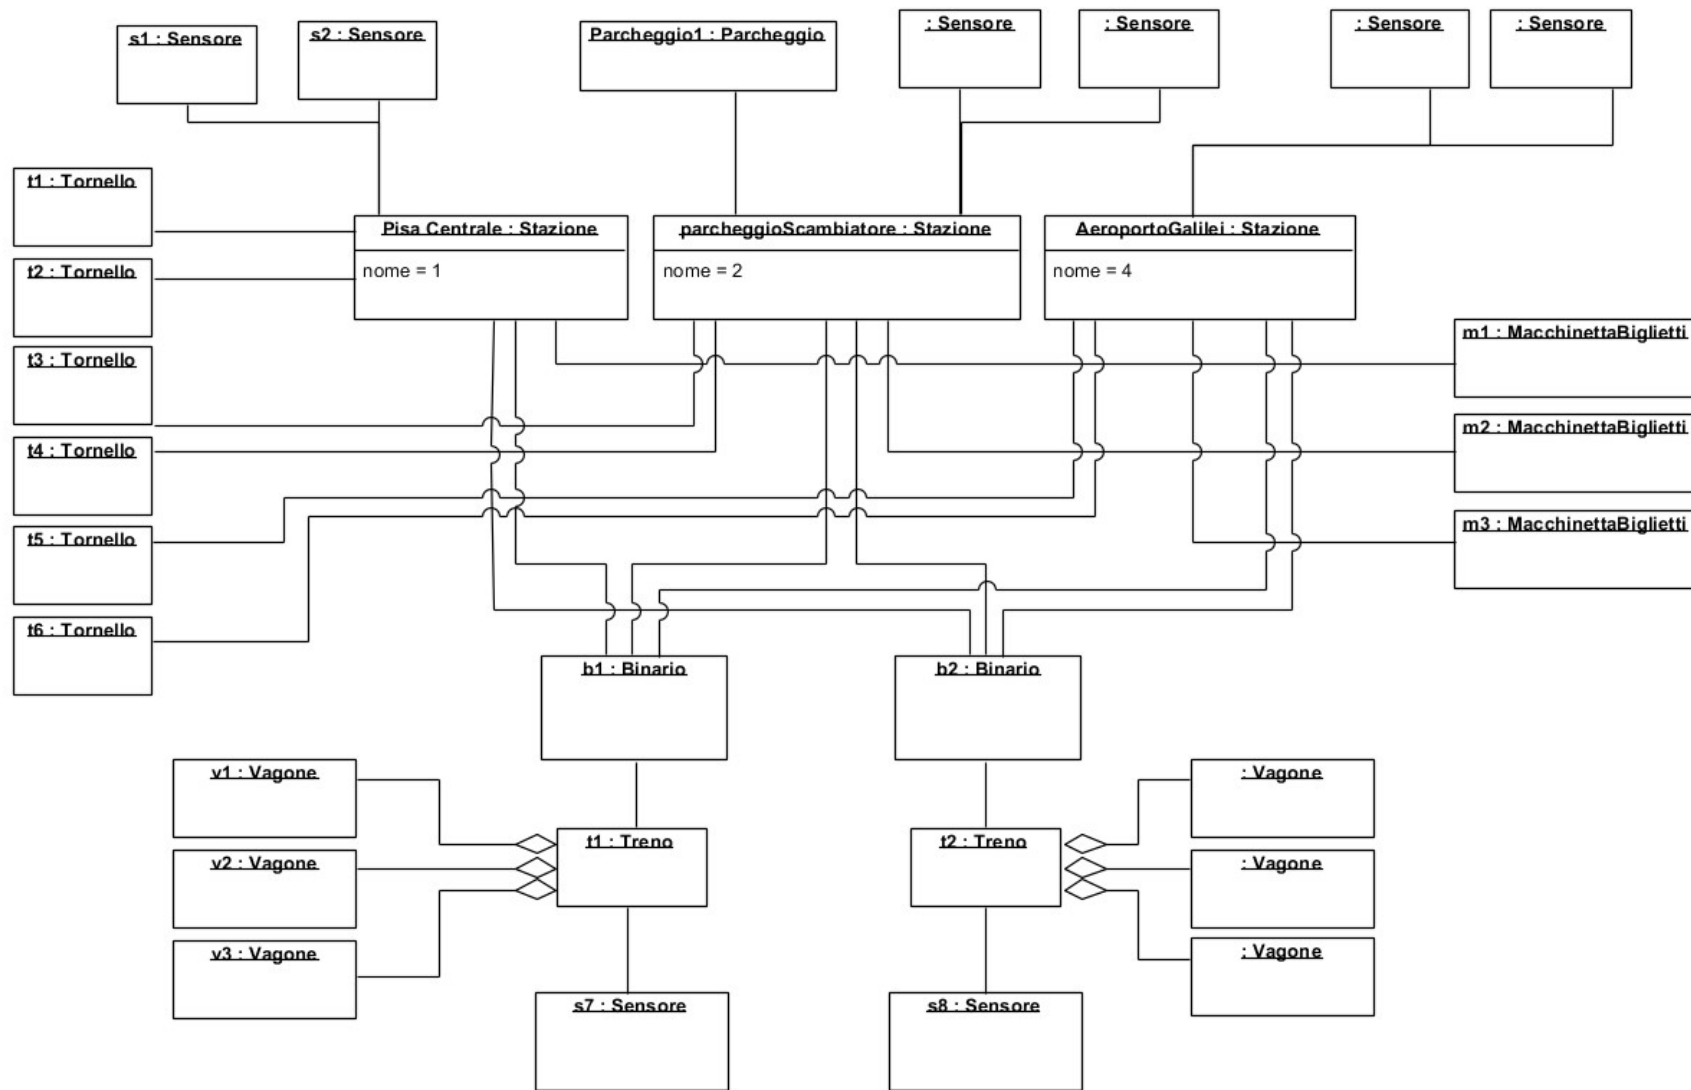 s1 : Sensore
s2 : Sensore
Parcheggio1 : Parcheggio
: Sensore
: Sensore
: Sensore
: Sensore
t1 : Tornello
t2 : Tornello
t3 : Tornello
t4 : Tornello
t5 : Tornello
t6 : Tornello
Pisa Centrale : Stazione
nome = 1
parcheggioScambiatore : Stazione
nome = 2
AeroportoGalilei : Stazione
nome = 4
m1 : MacchinettaBiglietti
m2 : MacchinettaBiglietti
m3 : MacchinettaBiglietti
b1 : Binario
b2 : Binario
v1 : Vagone
v2 : Vagone
v3 : Vagone
t1 : Treno
t2 : Treno
: Vagone
: Vagone
: Vagone
s7 : Sensore
s8 : Sensore